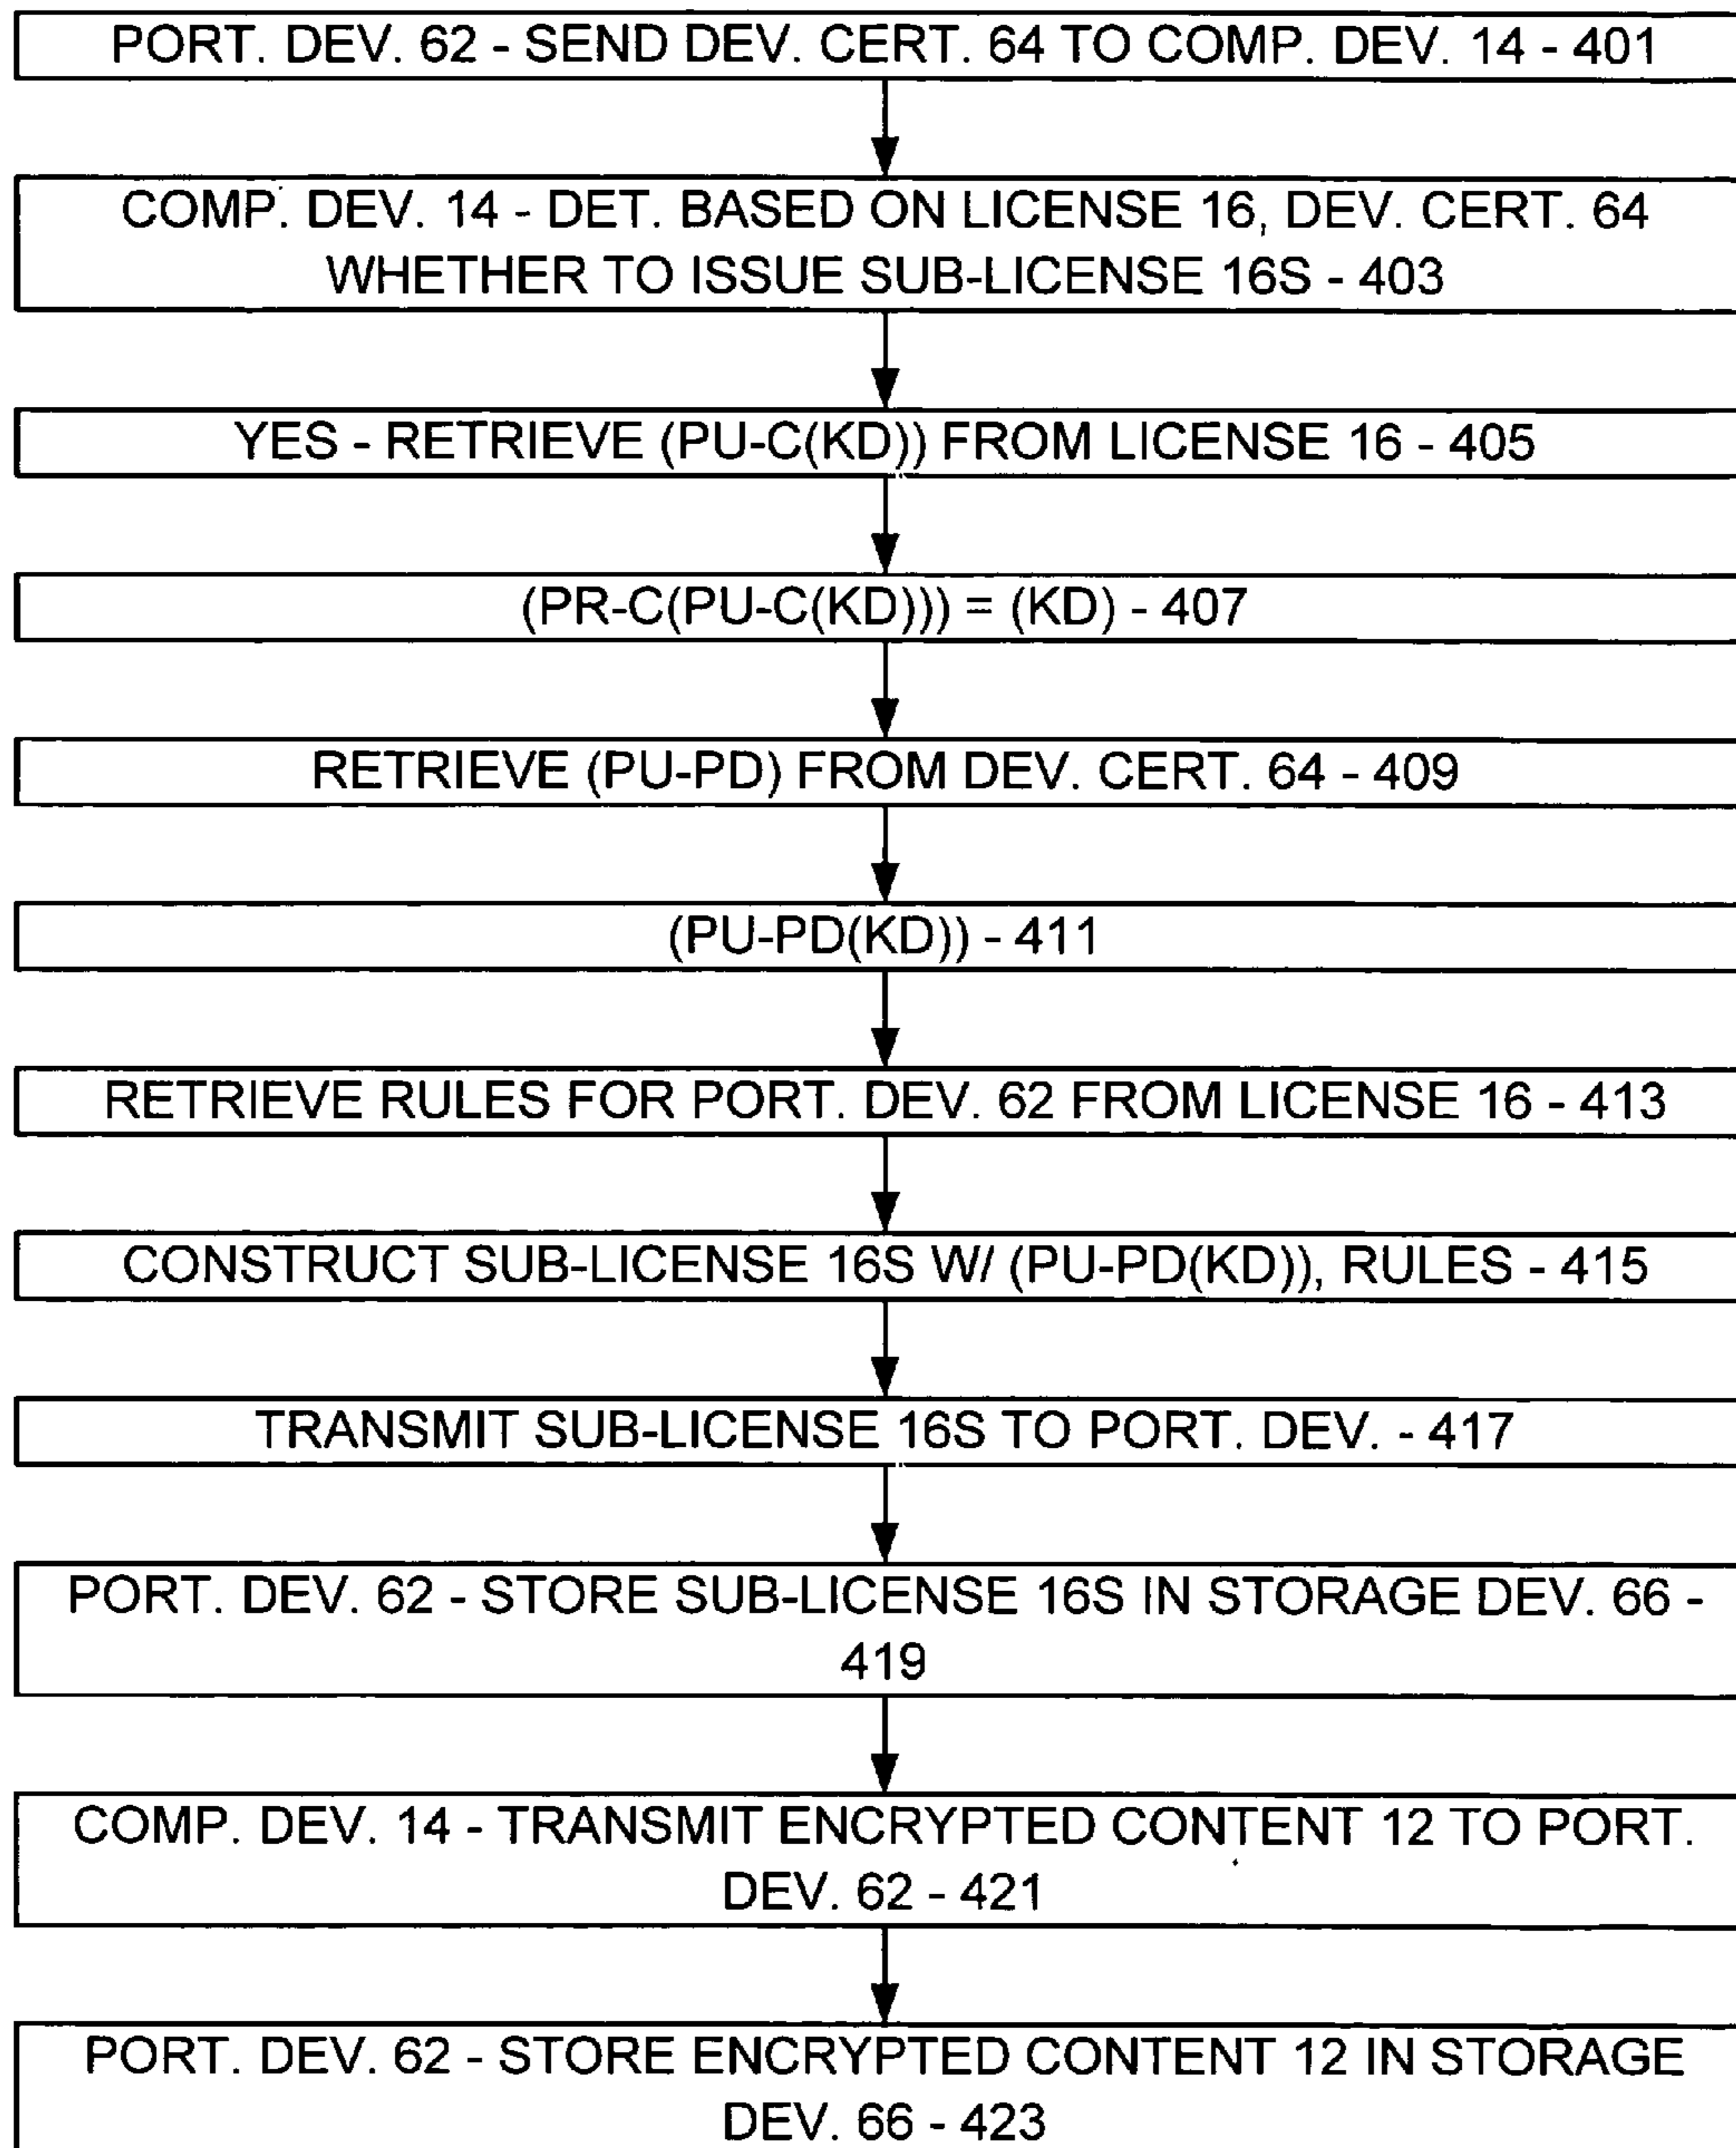 PORT. DEV. 62 - SEND DEV. CERT. 64 TO COMP. DEV. 14 - 401
COMP. DEV. 14 - DET. BASED ON LICENSE 16, DEV. CERT. 64
WHETHER TO ISSUE SUB-LICENSE 16S - 403
YES - RETRIEVE (PU-C(KD)) FROM LICENSE 16 - 405
(PR-C(PU-C(KD))) = (KD) - 407
RETRIEVE (PU-PD) FROM DEV. CERT. 64 - 409
(PU-PD(KD)) - 411
RETRIEVE RULES FOR PORT. DEV. 62 FROM LICENSE 16 - 413
CONSTRUCT SUB-LICENSE 16S W/ (PU-PD(KD)), RULES - 415
TRANSMIT SUB-LICENSE 16S TO PORT. DEV. - 417
PORT. DEV. 62 - STORE SUB-LICENSE 16S IN STORAGE DEV. 66 -
419
COMP. DEV. 14 - TRANSMIT ENCRYPTED CONTENT 12 TO PORT.
DEV. 62 - 421
PORT. DEV. 62 - STORE ENCRYPTED CONTENT 12 IN STORAGE
DEV. 66 - 423